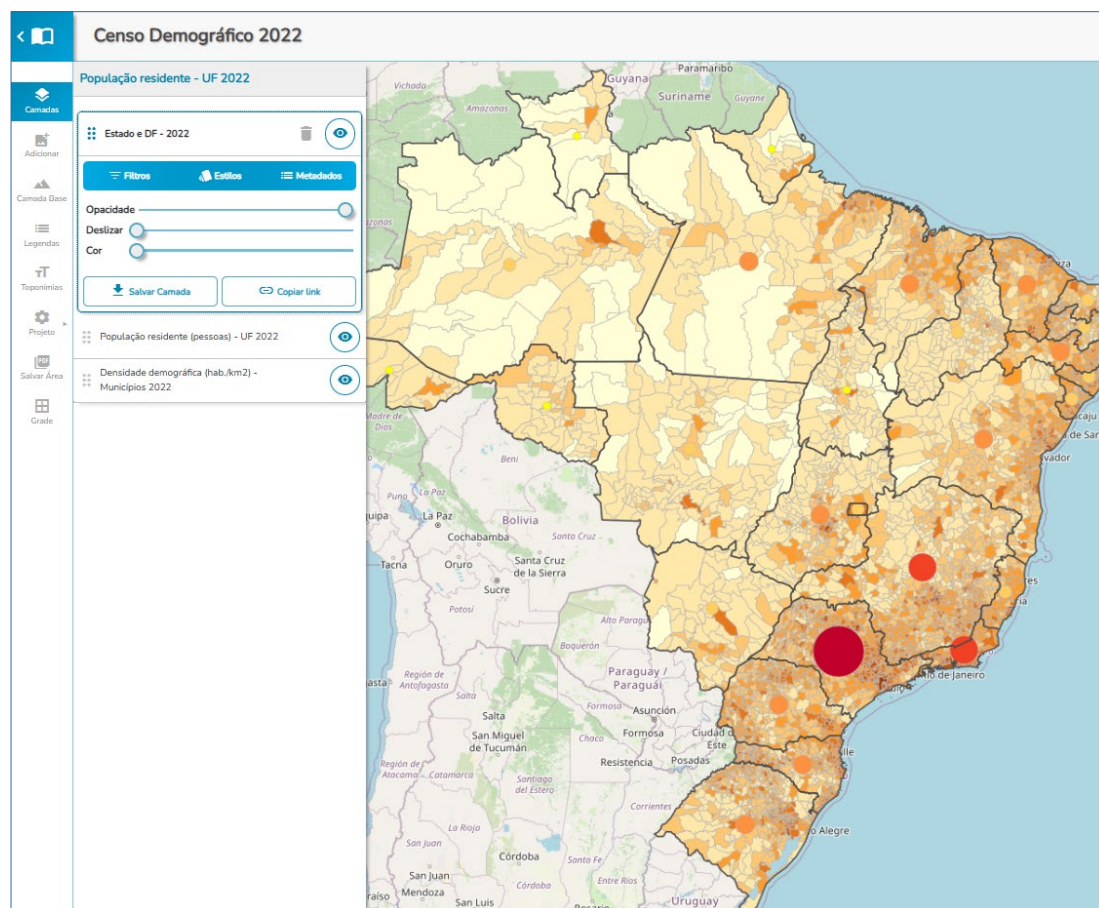 Censo Demográfico 2022
População residente - UF 2022
Camadas
Adicionar
Camada Base
Legendas
Toponímias
Projeto
Salvar Área
Grade
Estado e DF - 2022
Filtros
Estilos
Metadados
Opacidade
Deslizar
Cor
Salvar Camada
Copiar link
População residente (pessoas) - UF 2022
Densidade demográfica (hab./km2) -
Municípios 2022
PDF
Paramaribo
Guyana
Vichada
Suriname
Guyane
Amazonas
Madre de
Dios
Beni
Puno
La Paz
La Paz
Bolivia
Cochabamba
Santa Cruz
Tacna
Oruro
Santa Cruz
de la Sierra
Sucre
Potosí
Alto Paragu
Boquerón
Rio de Janeiro
Región de
Antofagasta
Salta
Paraguay /
Paraguái
Formosa
Asunción
Salta
San Miguel
de Tucumán
Chaco
Formosa
Ciudad d
Este
Resistencia
Posadas
Región de
Atacama
Catamarca
Santiago
del Estero
Corrientes
La Rioja
San Juan
Córdoba
Santa Fe
San Juan
Mendoza
Córdoba
Entre Ríos
San Luis
Rosario
Uruguay
o Alegre